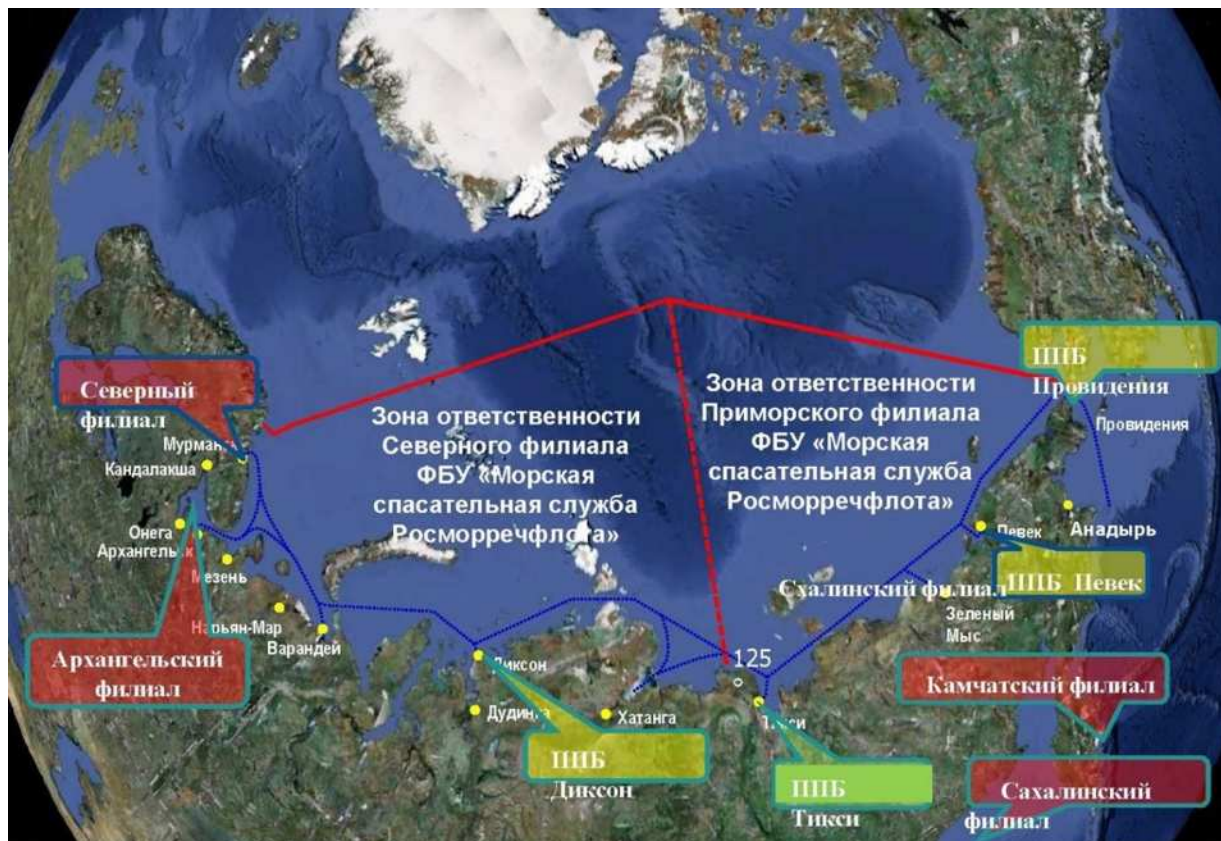 ППБ
Провидения
Северный
филиал
Зона ответственности
Северного филиала
ФБУ «Морская
спасательная служба
Росморречфлота»
Зона ответственности
Приморского филиала
ФБУ «Морская
спасательная служба
Росморречфлота»
Провидения
Мурманск
Кандалакша
Онега
Архангельск
Мезень
Певек
Анадырь
ППБ Певек
Схалинский филиал
Зеленый
Мыс
Нарьян-Мар
Варандей
Архангельский
филиал
Диксон
125
Камчатский филиал
Дудинка
Хатанга
Тикси
ППБ
Диксон
ППБ
Тикси
Сахалинский
филиал